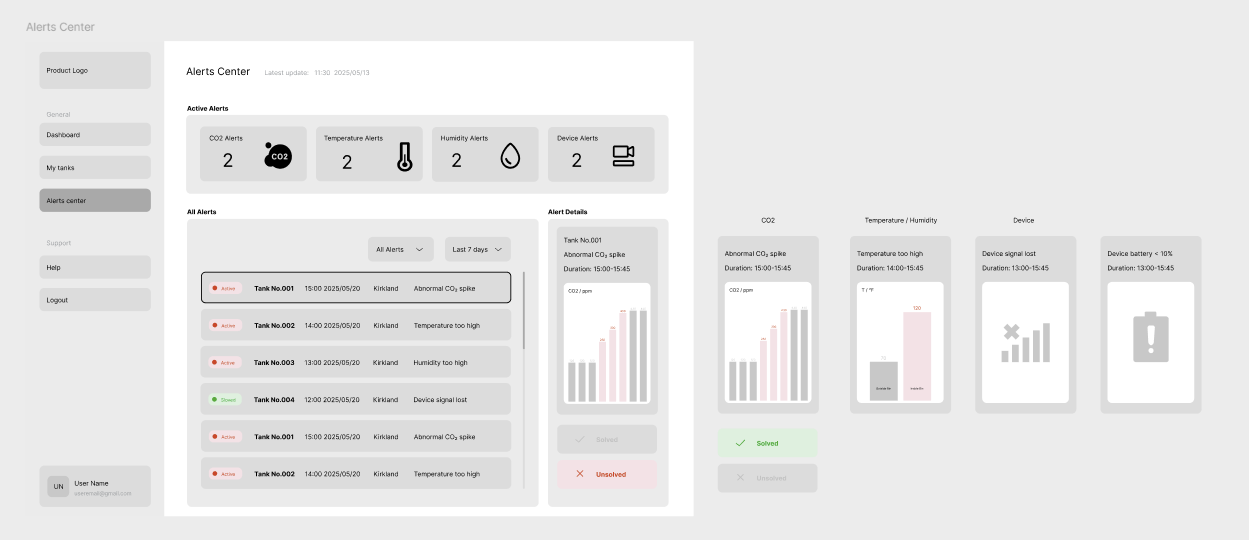 Alerts Center
Product Logo
General
Dashboard
My tanks
Alerts center
Support
Help
Logout
UN
User Name
useremail@gmail.com
Alerts Center Latest update: 11:30 2025/05/13
Active Alerts
CO2 Alerts
2
CO2
Temperature Alerts
2
Humidity Alerts
2
Device Alerts
2
All Alerts
All Alerts
Last 7 days
Active Tank No.001 15:00 2025/05/20 Kirkland Abnormal CO₂ spike
Active Tank No.002 14:00 2025/05/20 Kirkland Temperature too high
Active Tank No.003 13:00 2025/05/20 Kirkland Humidity too high
Tank No.004 12:00 2025/05/20 Kirkland Device signal lost
Active Tank No.001 15:00 2025/05/20 Kirkland Abnormal CO₂ spike
Active Tank No.002 14:00 2025/05/20 Kirkland Temperature too high
Alert Details
Tank No.001
Abnormal CO₂ spike
Duration: 15:00-15:45
CO2 / ppm
Solved
Unsolved
CO2
Abnormal CO₂ spike
Duration: 15:00-15:45
CO2 / ppm
Solved
Unsolved
Temperature / Humidity
Temperature too high
Duration: 14:00-15:45
T / °F
120
Device
Device signal lost
Duration: 13:00-15:45
Device battery < 10%
Duration: 13:00-15:45